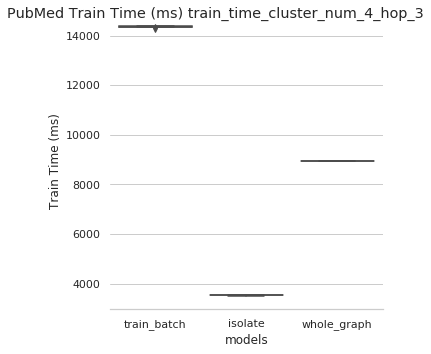 PubMed Train Time (ms) train_time_cluster_num_4_hop_3
14000
12000
10000
8000
6000
4000
Train Time (ms)
train_batch
isolate
whole_graph
models